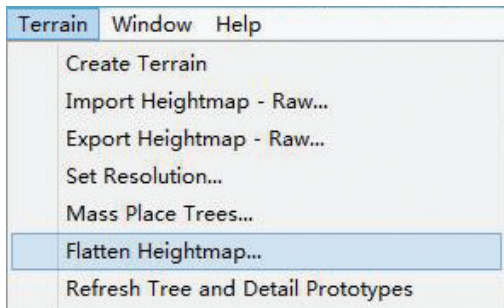 Terrain Window Help
Create Terrain
Import Heightmap - Raw...
Export Heightmap - Raw...
Set Resolution...
Mass Place Trees...
Flatten Heightmap...
Refresh Tree and Detail Prototypes